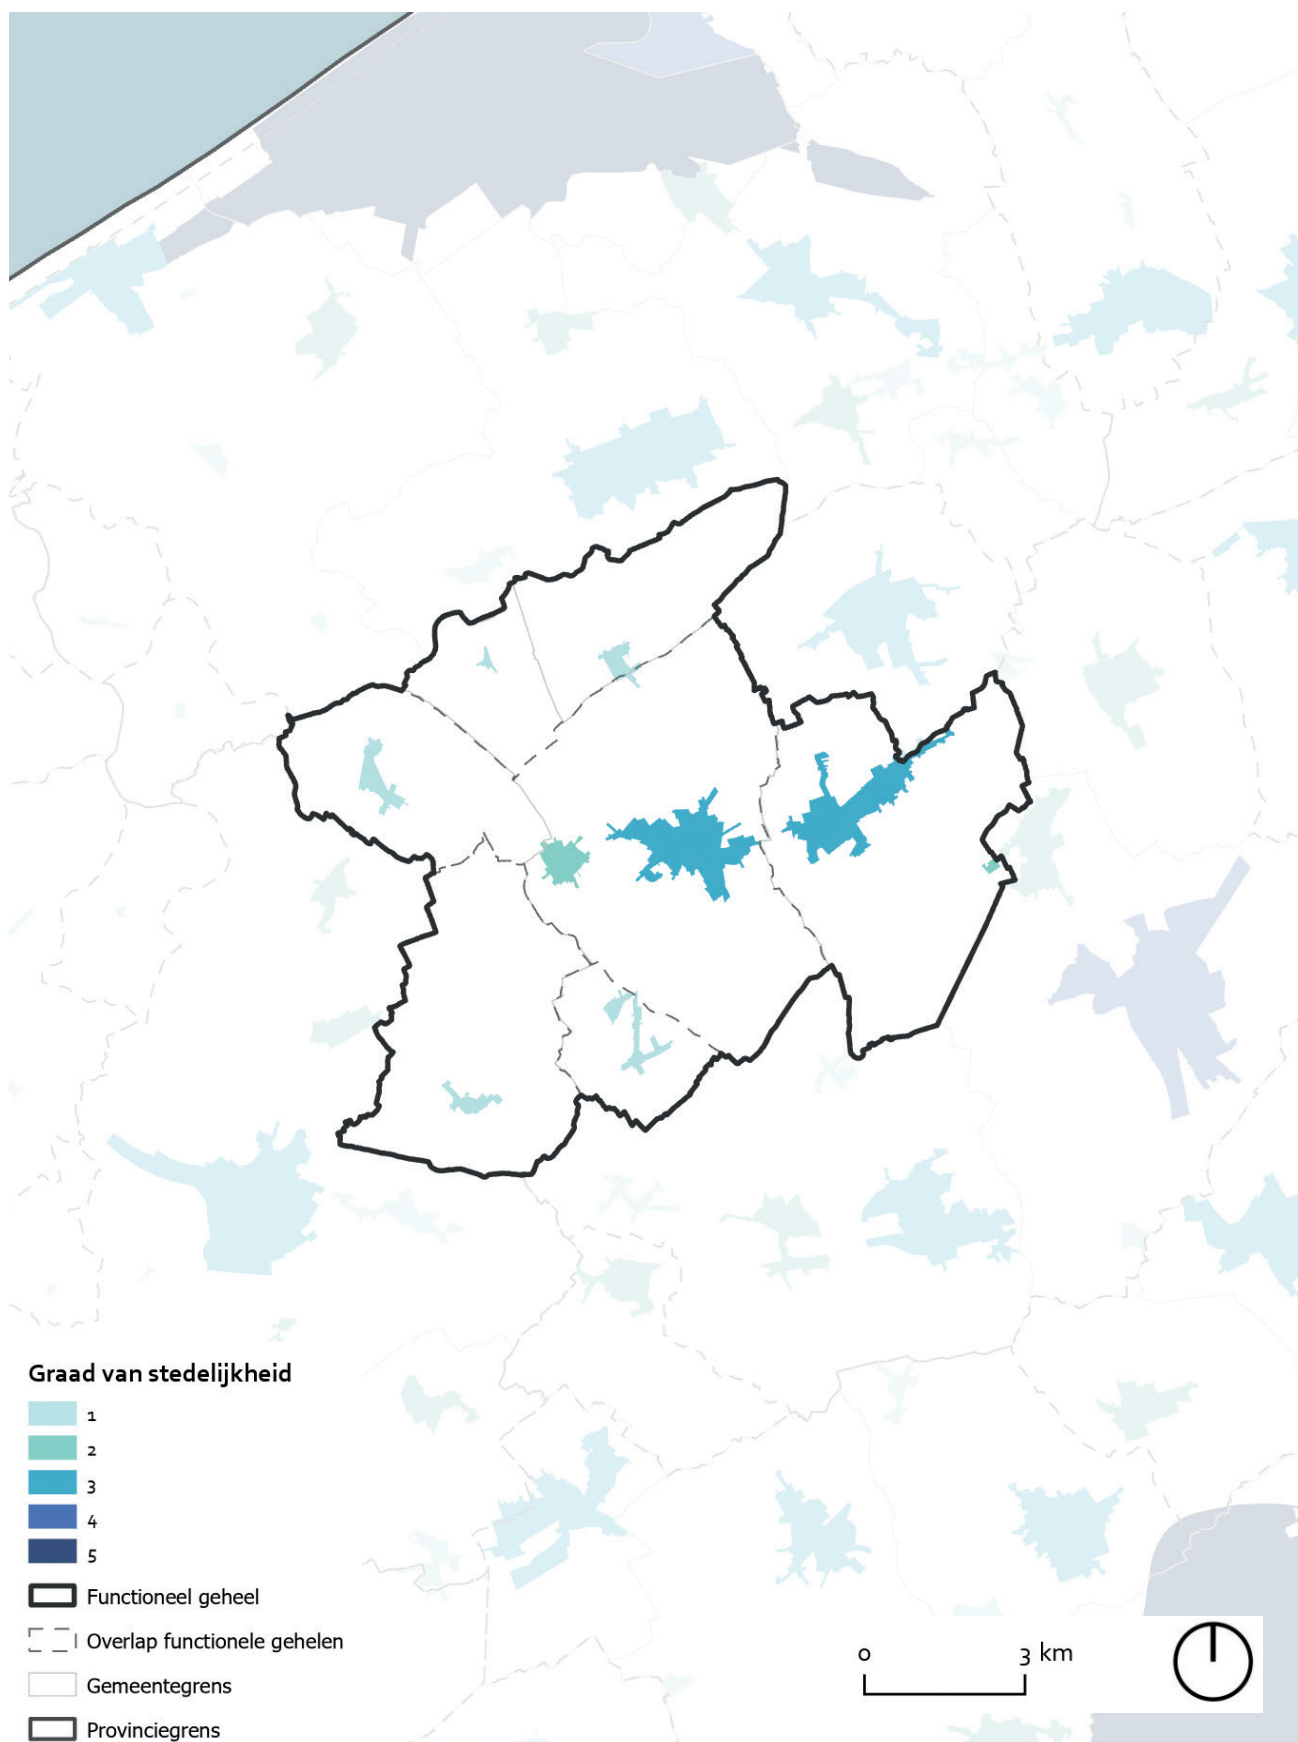 Graad van stedelijkheid
1
2
3
4
5
Functioneel geheel
Overlap functionele gehelen
Gemeentegrens
Provinciegrens
0 3 km